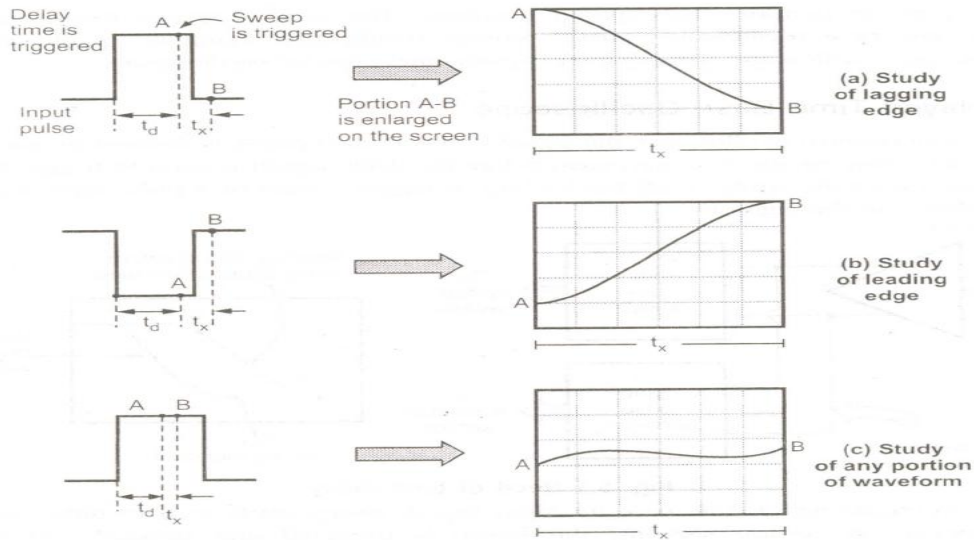 Delay
time is
triggered
A
Sweep
is triggered
B
Input
pulse
t_d
t_x
Portion A-B
is enlarged
on the screen
A
B
t_x
(a) Study
of lagging
edge
B
A
t_d
t_x
A
B
t_x
(b) Study
of leading
edge
A
B
t_d
t_x
A
B
t_x
(c) Study
of any portion
of waveform